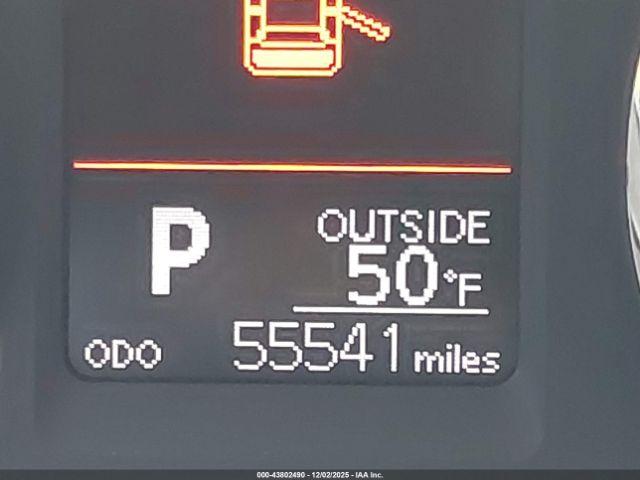 P
OUTSIDE
50°F
ODO 55541 miles
000-43802490 - 12/02/2025 - IAA Inc.